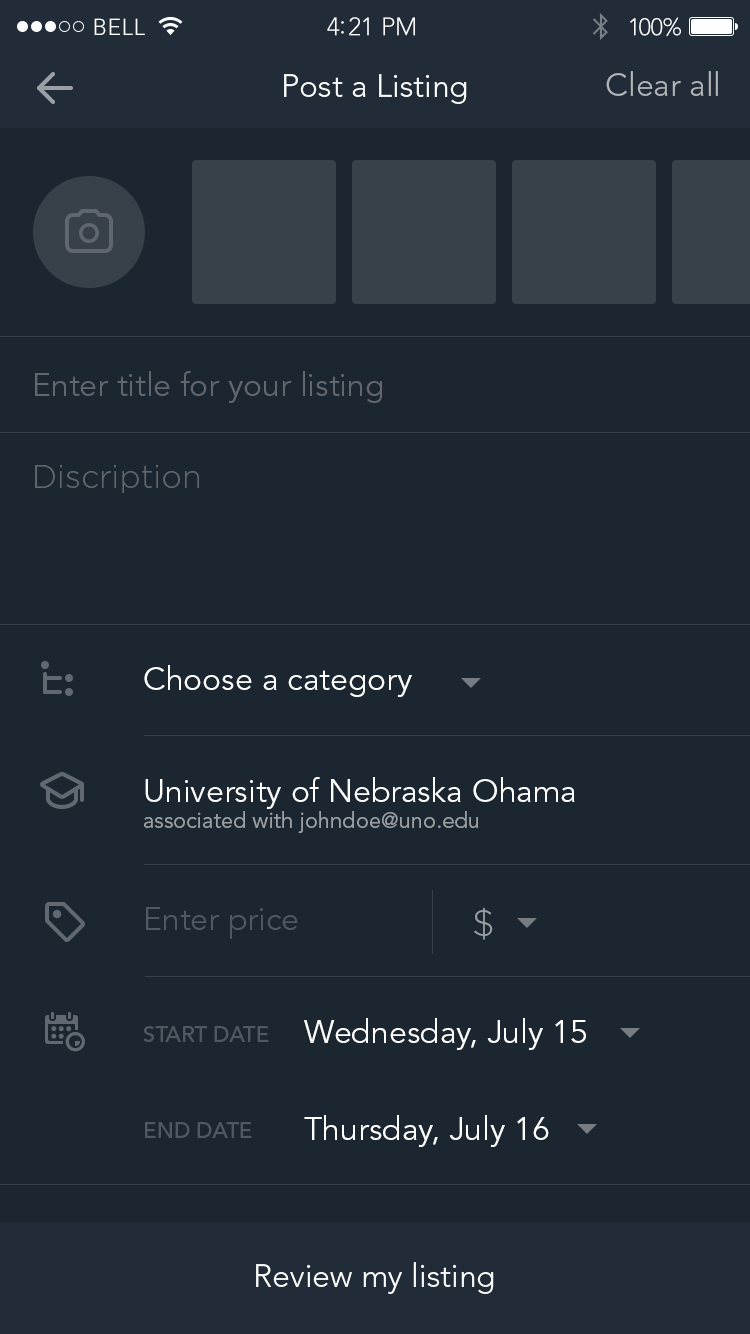 BELL 4:21 PM 100%
Post a Listing Clear all
Enter title for your listing
Discription
Choose a category
University of Nebraska Ohama
associated with johndoe@uno.edu
Enter price $
START DATE Wednesday, July 15
END DATE Thursday, July 16
Review my listing